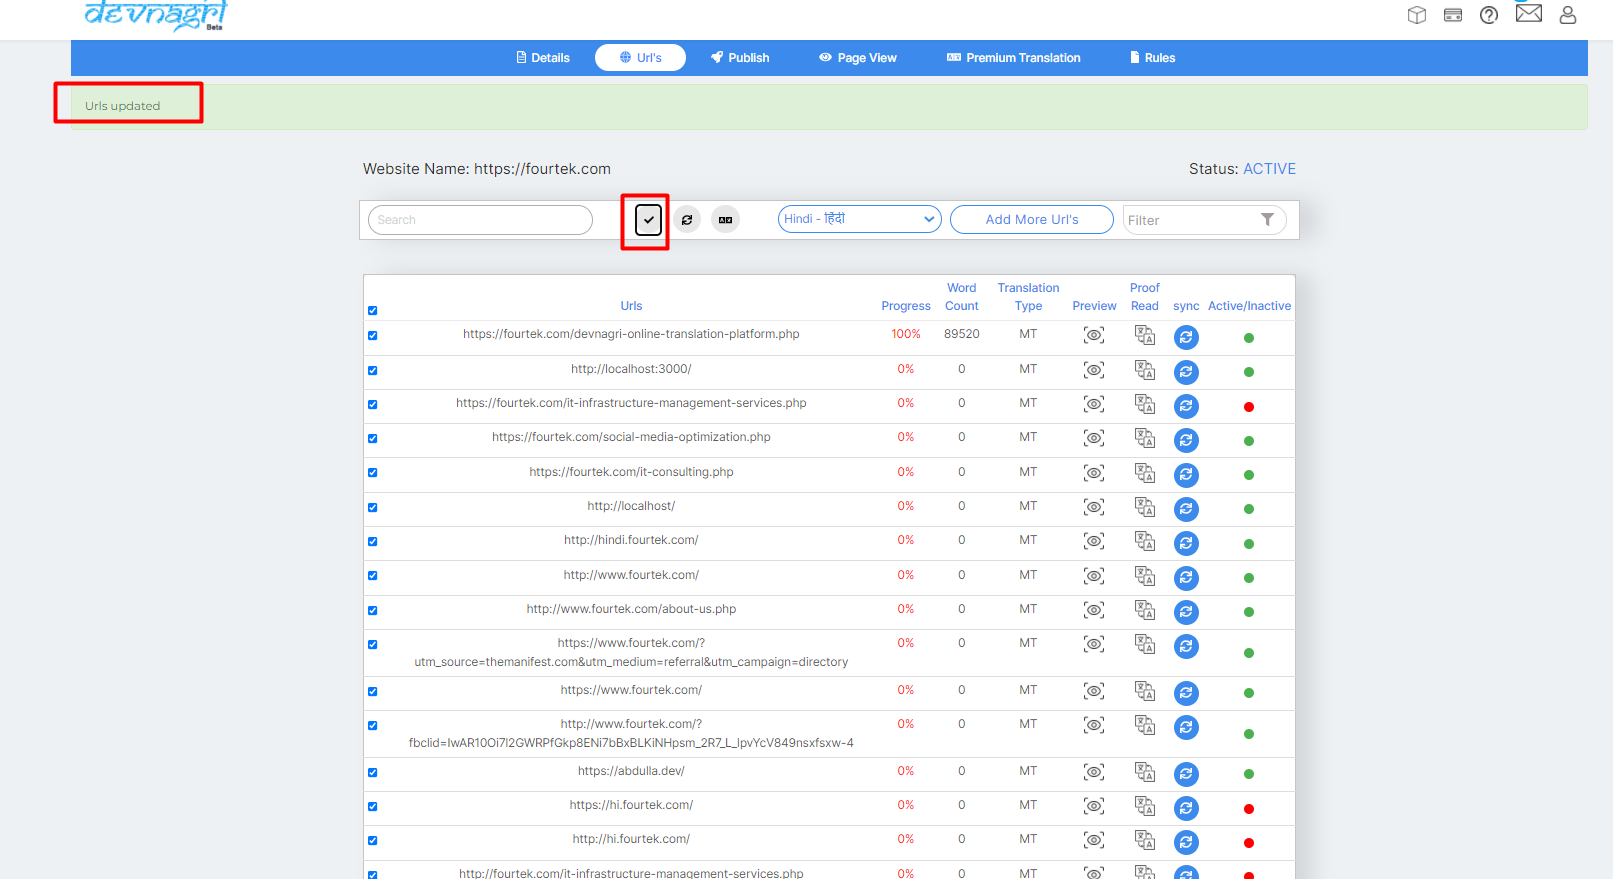 devnagri
Beta
Details Url's Publish Page View Premium Translation Rules
Urls updated
Website Name: https://fourtek.com Status: ACTIVE
Search Hindi - हिंदी Add More Url's Filter
Urls Progress Word Count Translation Type Preview Proof Read sync Active/Inactive
https://fourtek.com/devnagri-online-translation-platform.php 100% 89520 MT
http://localhost:3000/ 0% 0 MT
https://fourtek.com/it-infrastructure-management-services.php 0% 0 MT
https://fourtek.com/social-media-optimization.php 0% 0 MT
https://fourtek.com/it-consulting.php 0% 0 MT
http://localhost/ 0% 0 MT
http://hindi.fourtek.com/ 0% 0 MT
http://www.fourtek.com/ 0% 0 MT
http://www.fourtek.com/about-us.php 0% 0 MT
https://www.fourtek.com/? 0% 0 MT
utm_source=themanifest.com&utm_medium=referral&utm_campaign=directory
https://www.fourtek.com/ 0% 0 MT
http://www.fourtek.com/? 0% 0 MT
https://abdulla.dev/ 0% 0 MT
https://hi.fourtek.com/ 0% 0 MT
http://hi.fourtek.com/ 0% 0 MT
http://fourtek.com/it-infrastructure-management-services.php 0% 0 MT